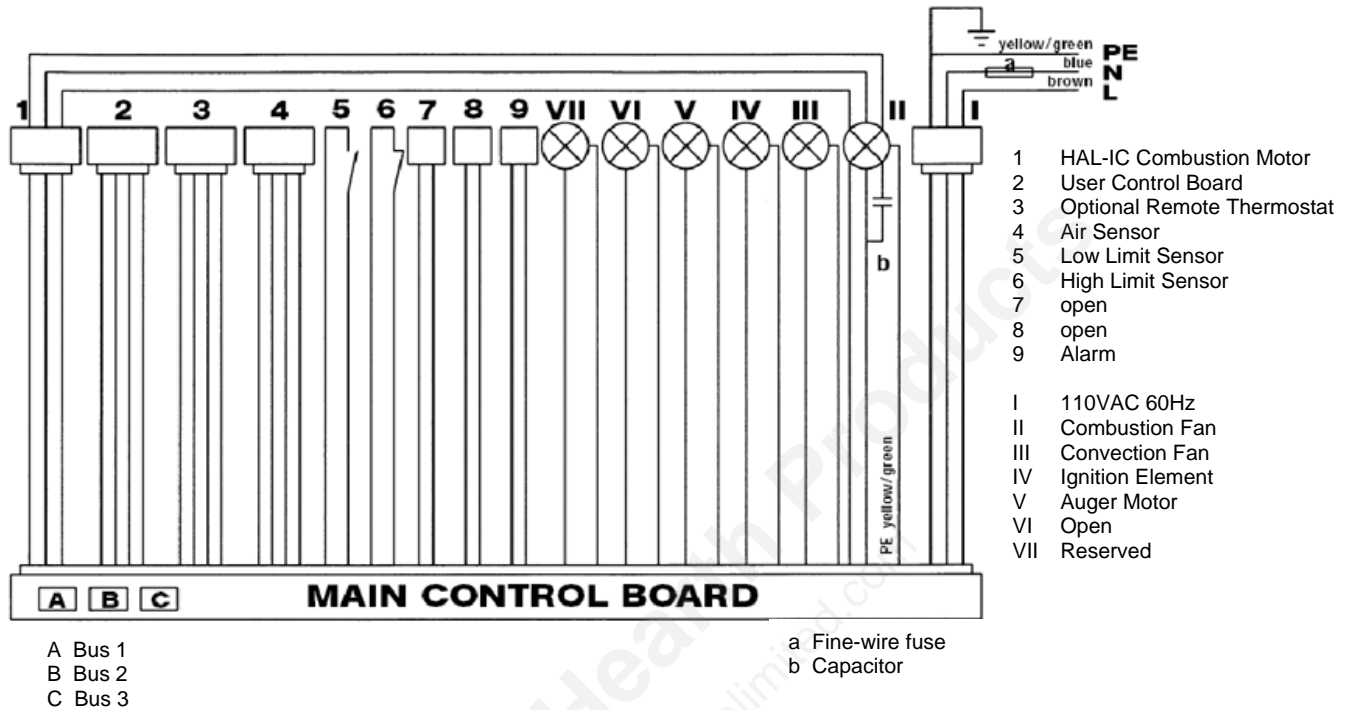 yellow/green PE
a blue N
brown L
1 2 3 4 5 6 7 8 9 VII VI V IV III II I
b
PE yellow/green
1 HAL-IC Combustion Motor
2 User Control Board
3 Optional Remote Thermostat
4 Air Sensor
5 Low Limit Sensor
6 High Limit Sensor
7 open
8 open
9 Alarm
I 110VAC 60Hz
II Combustion Fan
III Convection Fan
IV Ignition Element
V Auger Motor
VI Open
VII Reserved
A B C MAIN CONTROL BOARD
A Bus 1
B Bus 2
C Bus 3
a Fine-wire fuse
b Capacitor
Hearth Products
limited.com